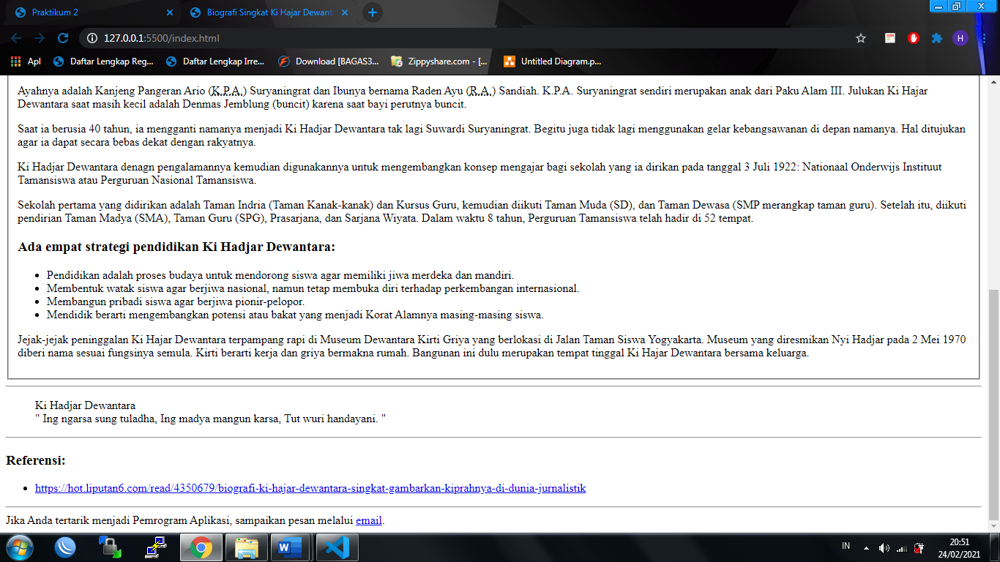 Praktikum 2
Biografi Singkat Ki Hajar Dewant
127.0.0.1:5500/index.html
H
Apl
Daftar Lengkap Reg...
Daftar Lengkap Irre...
Download [BAGAS3...
Zippyshare.com - [...
Untitled Diagram.p...
Ayahnya adalah Kanjeng Pangeran Ario (K.P.A.) Suryaningrat dan Ibunya bernama Raden Ayu (R.A.) Sandiah. K.P.A. Suryaningrat sendiri merupakan anak dari Paku Alam III. Julukan Ki Hajar
Dewantara saat masih kecil adalah Denmas Jemblung (buncit) karena saat bayi perutnya buncit.
Saat ia berusia 40 tahun, ia mengganti namanya menjadi Ki Hadjar Dewantara tak lagi Suwardi Suryaningrat. Begitu juga tidak lagi menggunakan gelar kebangsawanan di depan namanya. Hal ditujukan
agar ia dapat secara bebas dekat dengan rakyatnya.
Ki Hadjar Dewantara denagn pengalamannya kemudian digunakannya untuk mengembangkan konsep mengajar bagi sekolah yang ia dirikan pada tanggal 3 Juli 1922: Nationaal Onderwijs Instituut
Tamansiswa atau Perguruan Nasional Tamansiswa.
Sekolah pertama yang didirikan adalah Taman Indria (Taman Kanak-kanak) dan Kursus Guru, kemudian diikuti Taman Muda (SD), dan Taman Dewasa (SMP merangkap taman guru). Setelah itu, diikuti
pendirian Taman Madya (SMA), Taman Guru (SPG), Prasarjana, dan Sarjana Wiyata. Dalam waktu 8 tahun, Perguruan Tamansiswa telah hadir di 52 tempat.
Ada empat strategi pendidikan Ki Hadjar Dewantara:
• Pendidikan adalah proses budaya untuk mendorong siswa agar memiliki jiwa merdeka dan mandiri.
• Membentuk watak siswa agar berjiwa nasional, namun tetap membuka diri terhadap perkembangan internasional.
• Membangun pribadi siswa agar berjiwa pionir-pelopor.
• Mendidik berarti mengembangkan potensi atau bakat yang menjadi Korat Alamnya masing-masing siswa.
Jejak-jejak peninggalan Ki Hajar Dewantara terpampang rapi di Museum Dewantara Kirti Griya yang berlokasi di Jalan Taman Siswa Yogyakarta. Museum yang diresmikan Nyi Hadjar pada 2 Mei 1970
diberi nama sesuai fungsinya semula. Kirti berarti kerja dan griya bermakna rumah. Bangunan ini dulu merupakan tempat tinggal Ki Hajar Dewantara bersama keluarga.
Ki Hadjar Dewantara
" Ing ngarsa sung tuladha, Ing madya mangun karsa, Tut wuri handayani. "
Referensi:
• https://hot.liputan6.com/read/4350679/biografi-ki-hajar-dewantara-singkat-gambarkan-kiprahnya-di-dunia-jurnalistik
Jika Anda tertarik menjadi Pemrogram Aplikasi, sampaikan pesan melalui email.
IN
20:51
24/02/2021